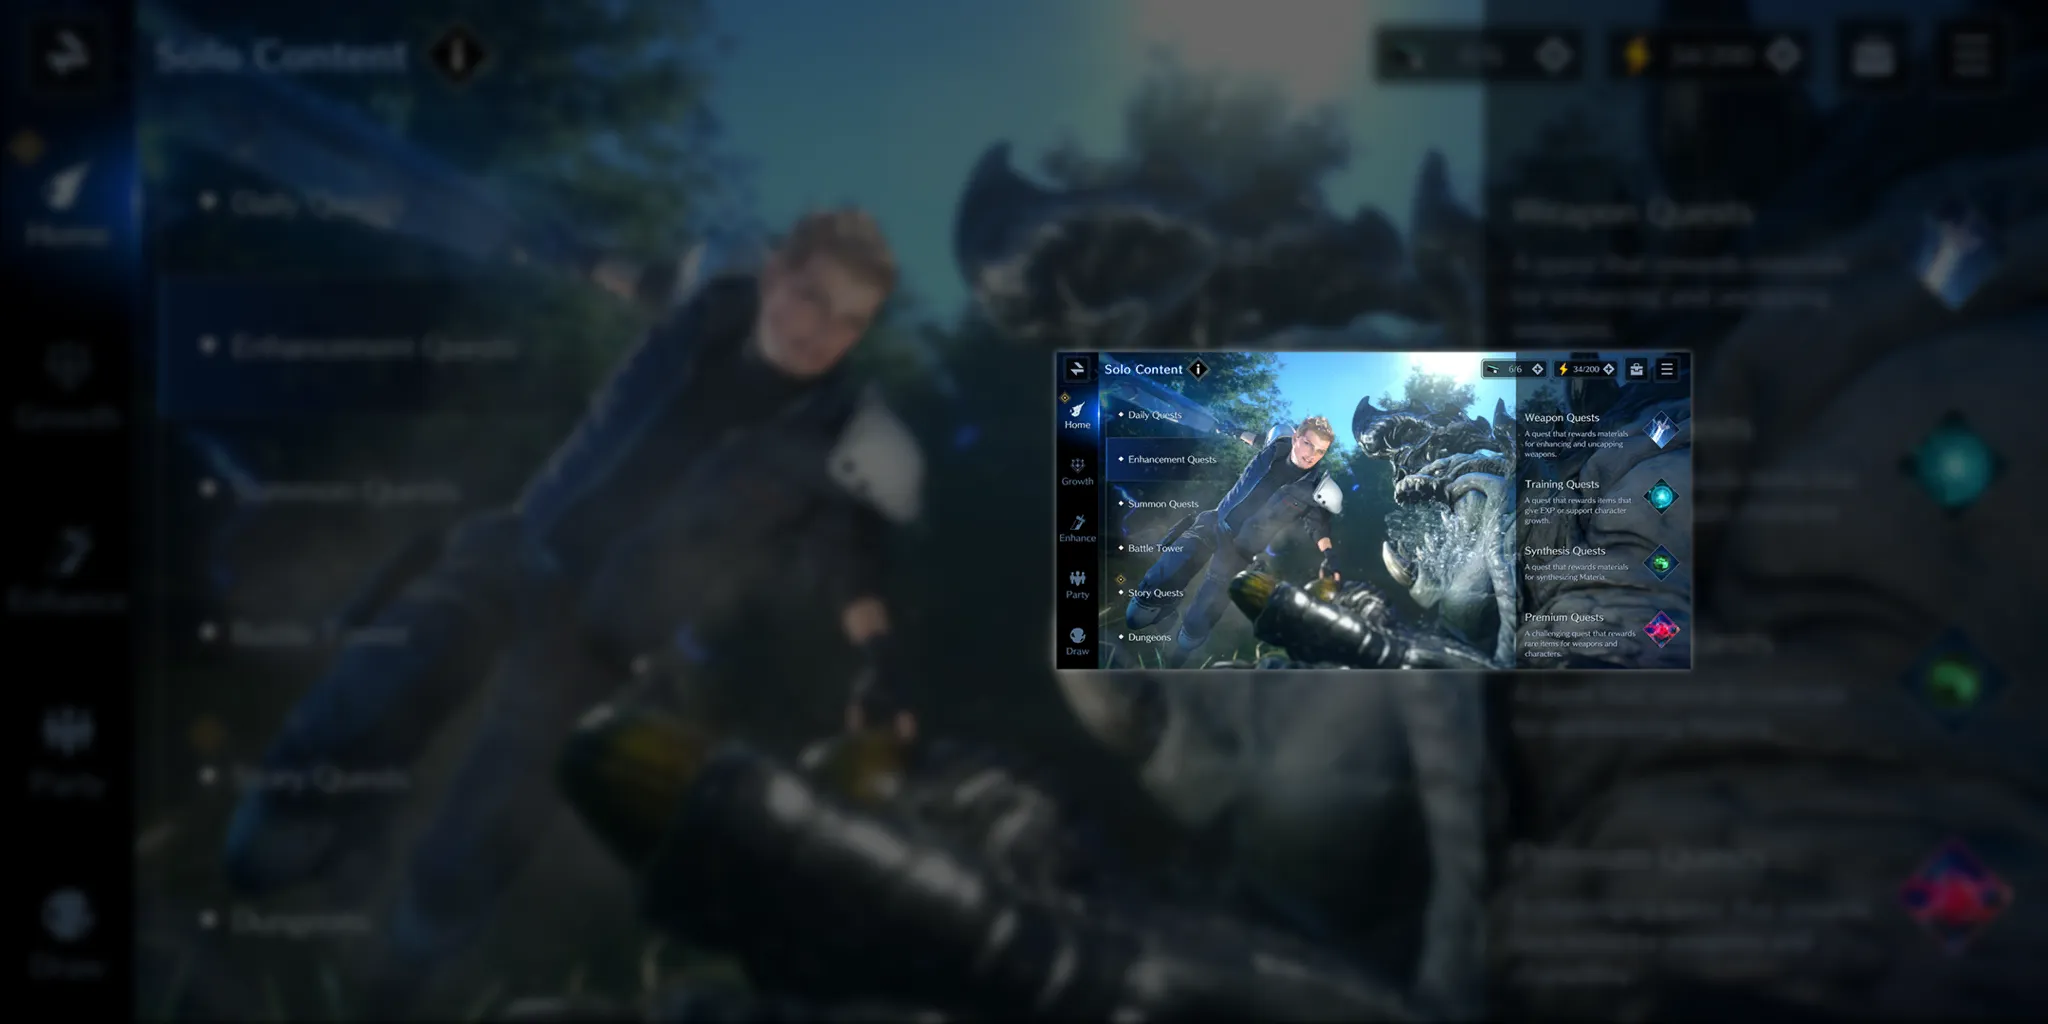 Solo Content
6/6
34/200
Home
Growth
Enhance
Party
Draw
Daily Quests
Enhancement Quests
Summon Quests
Battle Tower
Story Quests
Dungeons
Weapon Quests
A quest that rewards materials
for enhancing and uncapping
weapons.
Training Quests
A quest that rewards items that
give EXP or support character
growth.
Synthesis Quests
A quest that rewards materials
for synthesizing Materia.
Premium Quests
A challenging quest that rewards
rare items for weapons and
characters.